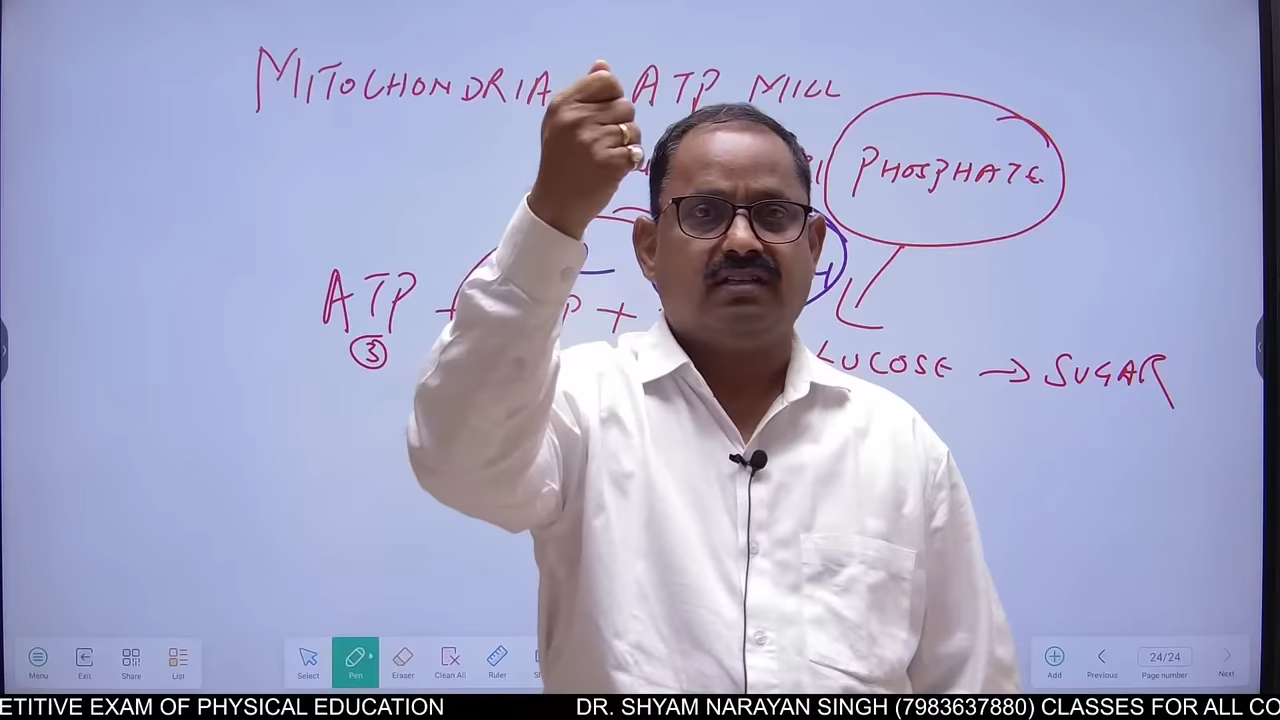 MITOCHONDRIA ATP MILL
PHOSPHATE
ATP +
③
LUCOSE → SUGAR
Menu Exit Share List Select Pen Eraser Clean All Ruler Add Previous 24/24 Page number Next
ETITIVE EXAM OF PHYSICAL EDUCATION DR. SHYAM NARAYAN SINGH (7983637880) CLASSES FOR ALL CO